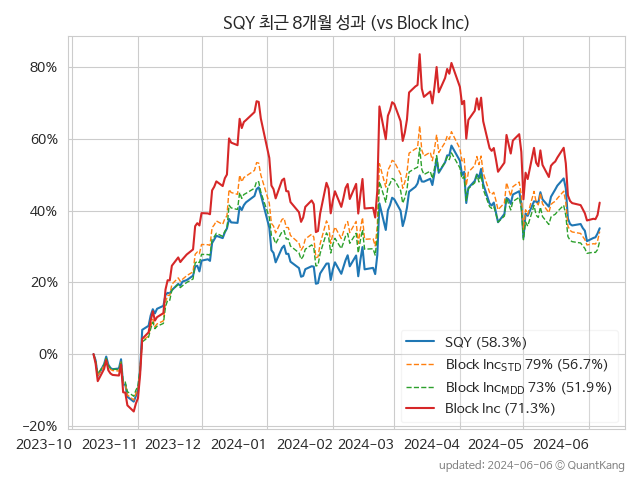 SQY 최근 8개월 성과 (vs Block Inc)
80%
60%
40%
20%
0%
−20%
2023-10
2023-11
2023-12
2024-01
2024-02
2024-03
2024-04
2024-05
2024-06
SQY (58.3%)
Block IncSTD 79% (56.7%)
Block IncMDD 73% (51.9%)
Block Inc (71.3%)
updated: 2024-06-06 ⓒ QuantKang